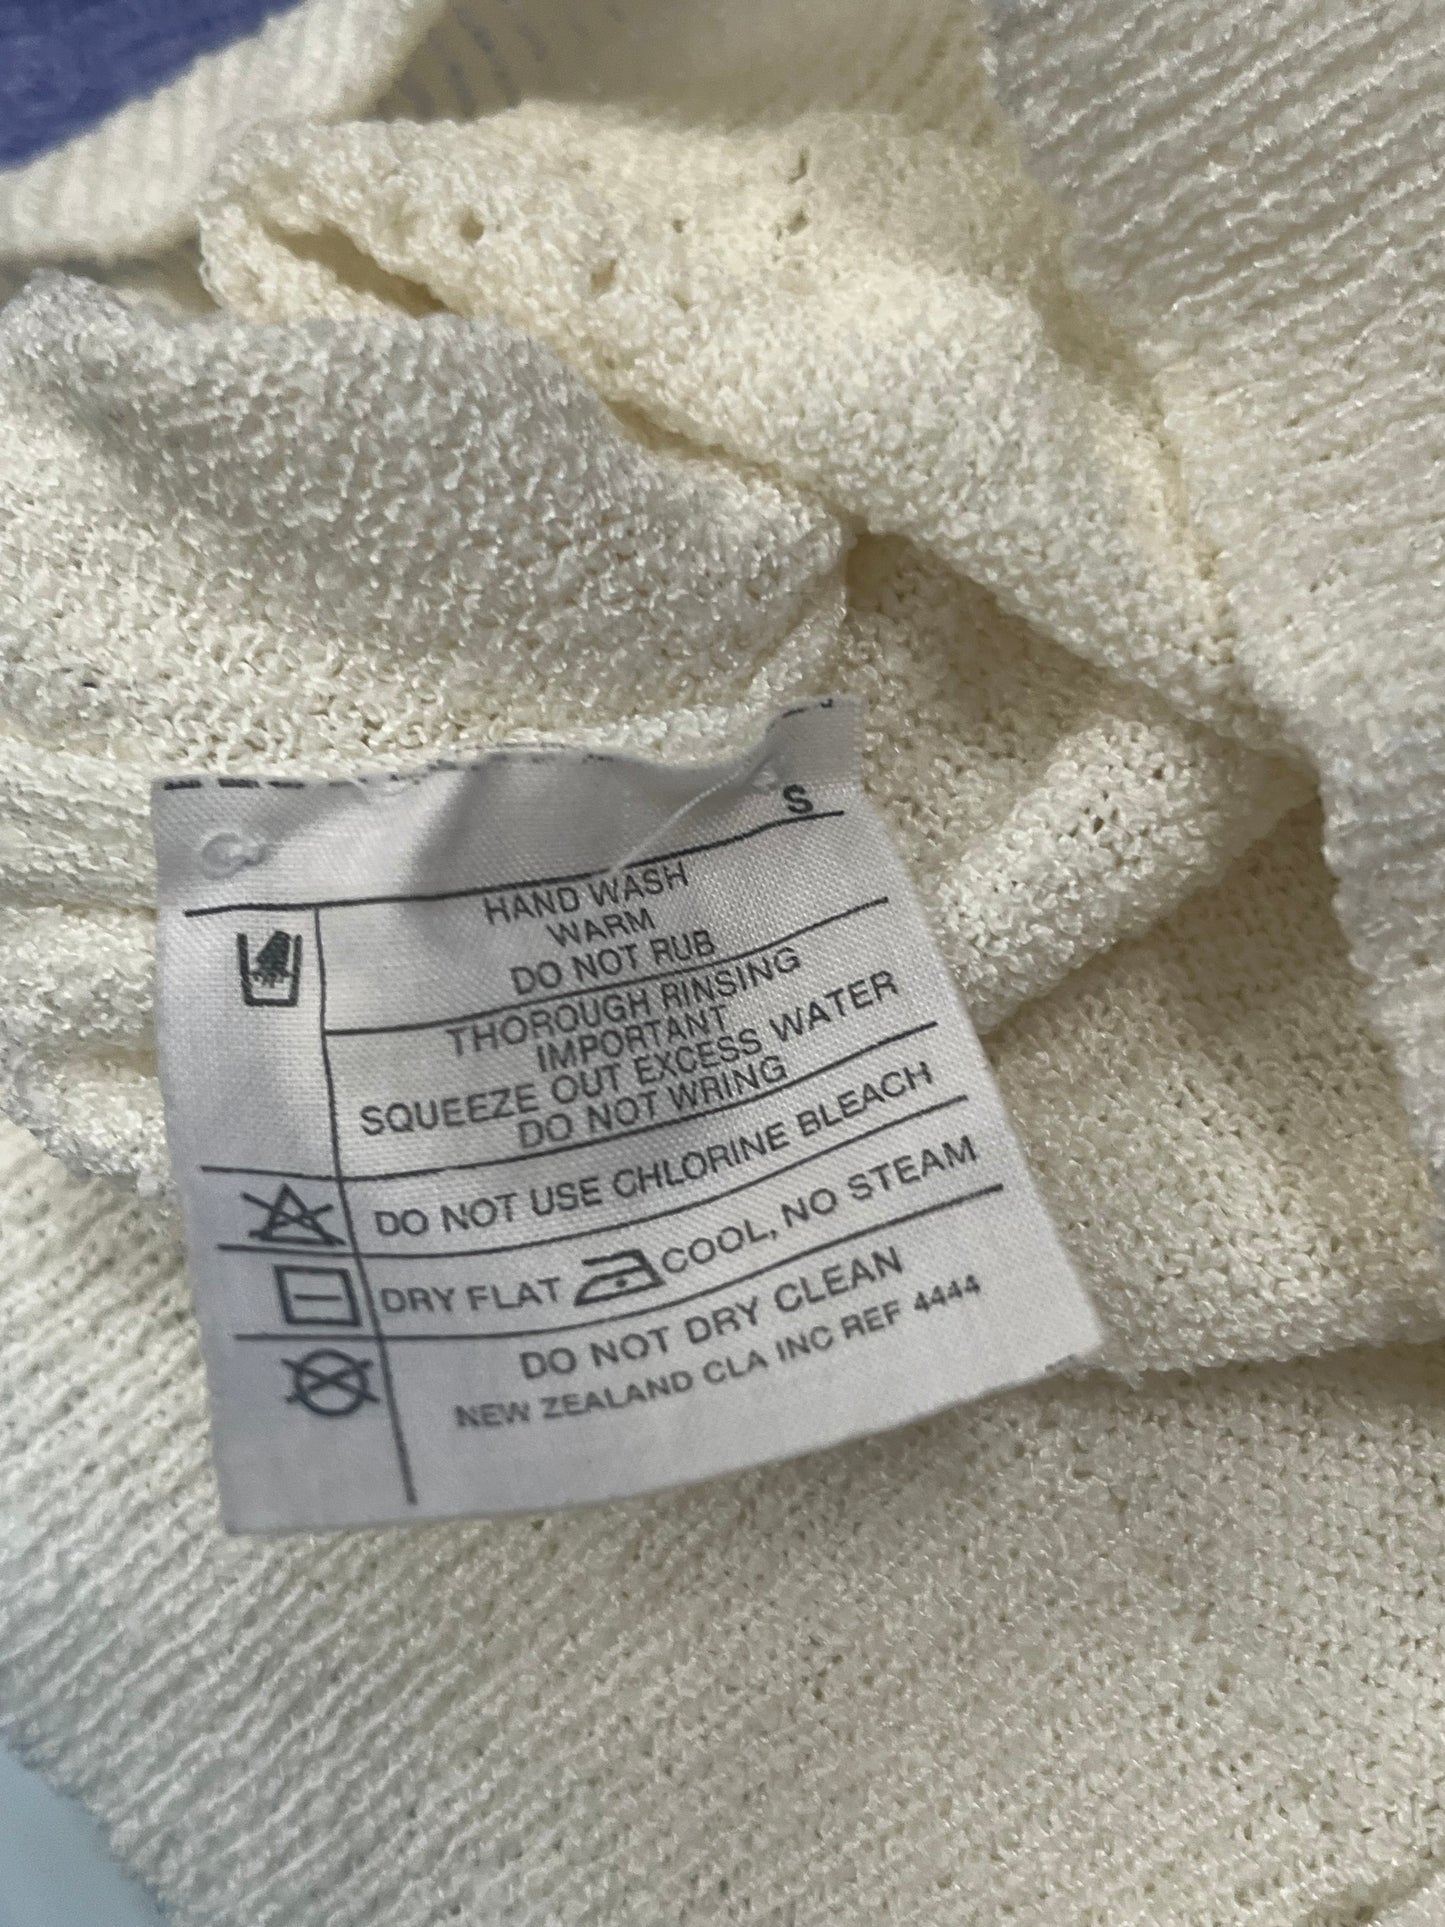 S
HAND WASH
WARM
DO NOT RUB
THOROUGH RINSING
IMPORTANT
SQUEEZE OUT EXCESS WATER
DO NOT WRING
DO NOT USE CHLORINE BLEACH
DRY FLAT COOL, NO STEAM
DO NOT DRY CLEAN
NEW ZEALAND CLA INC REF 4444